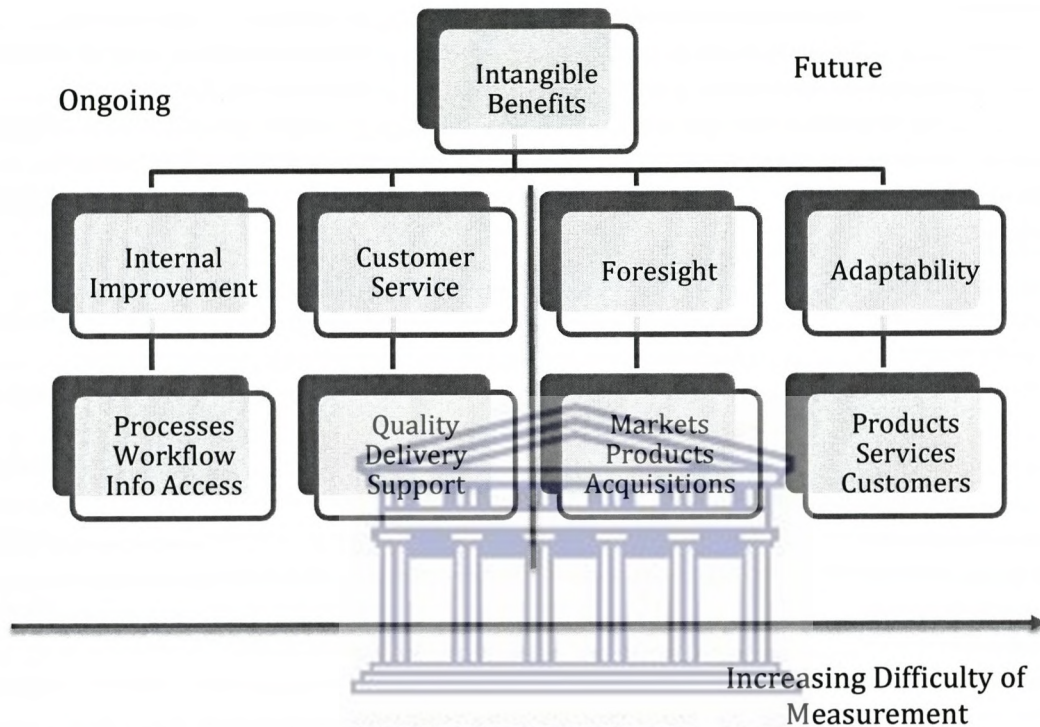 Ongoing
Intangible
Benefits
Future
Internal
Improvement
Customer
Service
Foresight
Adaptability
Processes
Workflow
Info Access
Quality
Delivery
Support
Markets
Products
Acquisitions
Products
Services
Customers
Increasing Difficulty of
Measurement